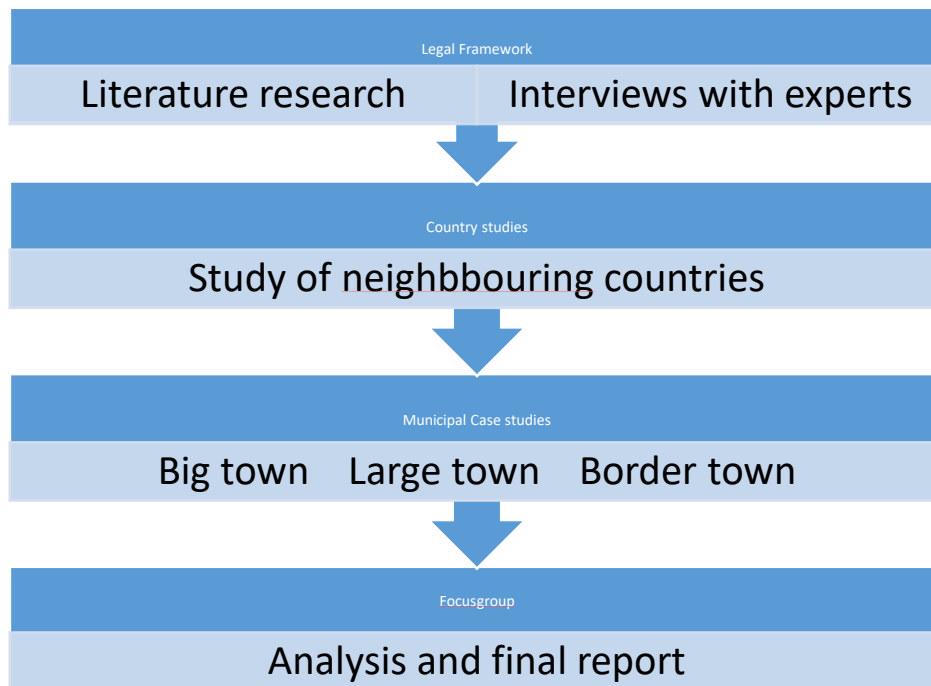 Legal Framework
Literature research Interviews with experts
Country studies
Study of neighbbouring countries
Municipal Case studies
Big town Large town Border town
Focusgroup
Analysis and final report